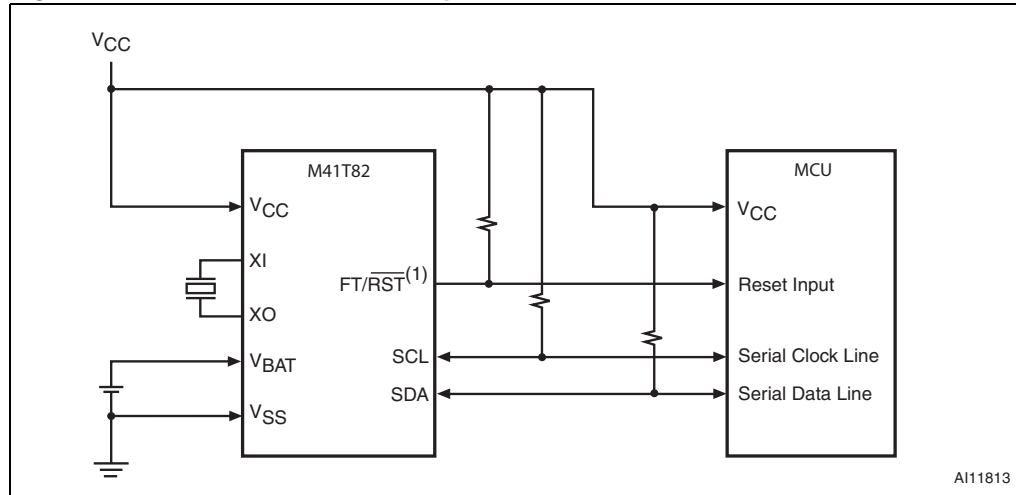 VCC
M41T82
VCC
XI
XO
VBAT
VSS
FT/RST(1)
SCL
SDA
MCU
VCC
Reset Input
Serial Clock Line
Serial Data Line
AI11813